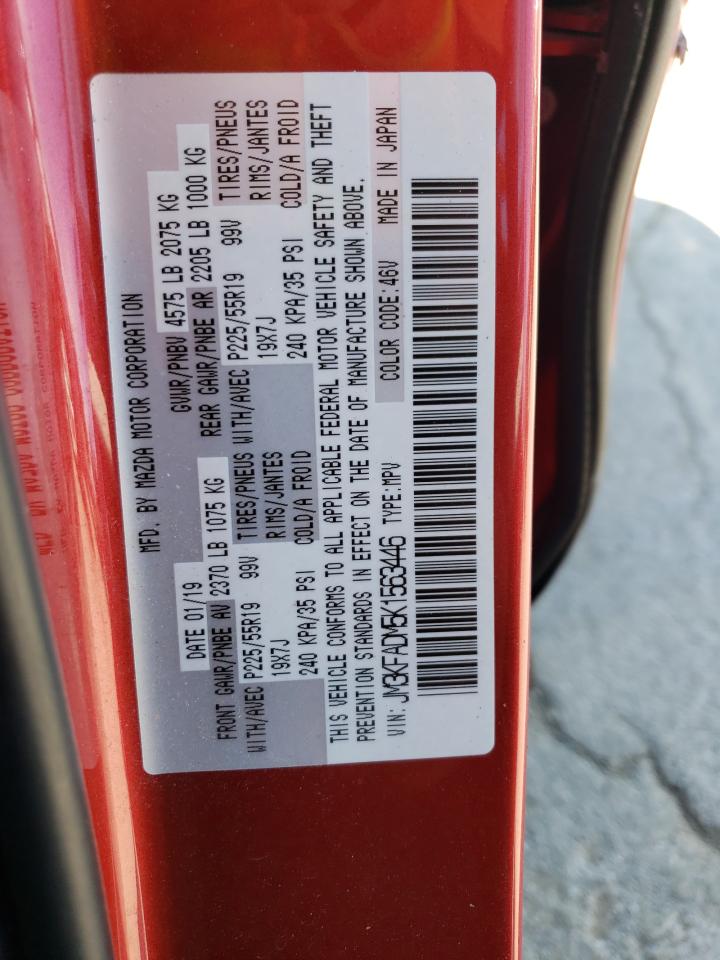 MFD. BY MAZDA MOTOR CORPORATION
DATE 01/19 GVWR/PNBV 4575 LB 2075 KG
FRONT GAWR/PNBE AV 2370 LB 1075 KG REAR GAWR/PNBE AR 2205 LB 1000 KG
WITH/AVEC P225/55R19 99V TIRES/PNEUS WITH/AVEC P225/55R19 99V TIRES/PNEUS
19X7J RIMS/JANTES 19X7J RIMS/JANTES
240 KPA/35 PSI COLD/A FROID 240 KPA/35 PSI COLD/A FROID
THIS VEHICLE CONFORMS TO ALL APPLICABLE FEDERAL MOTOR VEHICLE SAFETY AND THEFT
PREVENTION STANDARDS IN EFFECT ON THE DATE OF MANUFACTURE SHOWN ABOVE.
VIN: JM3KFADM5K1563446 TYPE:MPV COLOR CODE:46V MADE IN JAPAN